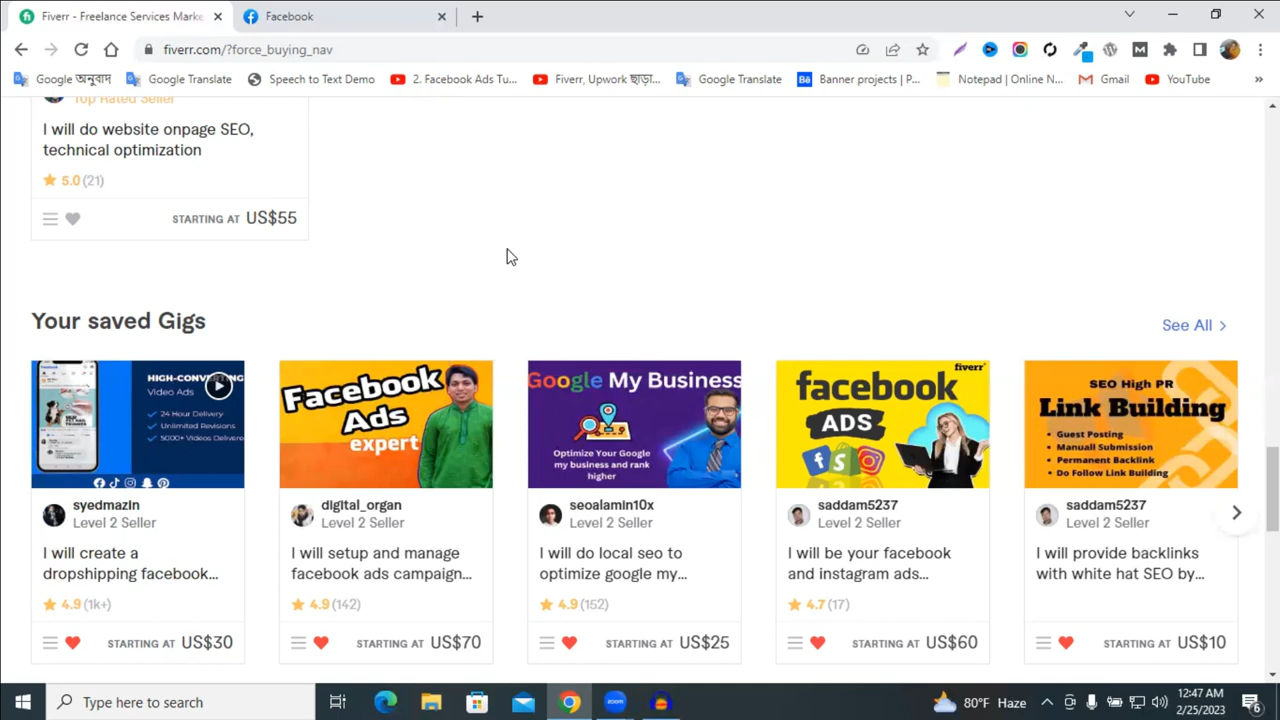 Fiverr - Freelance Services Marke
Facebook
fiverr.com/?force_buying_nav
Google অনুবাদ
Google Translate
Speech to Text Demo
2. Facebook Ads Tu...
Fiverr, Upwork ছাড়া...
Google Translate
Banner projects | P...
Notepad | Online N...
Gmail
YouTube
Top Rated Seller
I will do website onpage SEO,
technical optimization
5.0 (21)
STARTING AT US$55
Your saved Gigs
See All
HIGH-CONVERTING
Video Ads
24 Hour Delivery
Unlimited Revisions
5000+ Videos Delivere
syedmazin
Level 2 Seller
I will create a
dropshipping facebook...
4.9 (1k+)
STARTING AT US$30
Facebook
Ads
expert
digital_organ
Level 2 Seller
I will setup and manage
facebook ads campaign...
4.9 (142)
STARTING AT US$70
Google My Business
Optimize Your Google
my business and rank
higher
seoalamin10x
Level 2 Seller
I will do local seo to
optimize google my...
4.9 (152)
STARTING AT US$25
fiverr
facebook
ADS
saddam5237
Level 2 Seller
I will be your facebook
and instagram ads...
4.7 (17)
STARTING AT US$60
SEO High PR
Link Building
Guest Posting
Manuall Submission
Permanent Backlink
Do Follow Link Building
saddam5237
Level 2 Seller
I will provide backlinks
with white hat SEO by...
STARTING AT US$10
Type here to search
zoom
80°F Haze
12:47 AM
2/25/2023
6